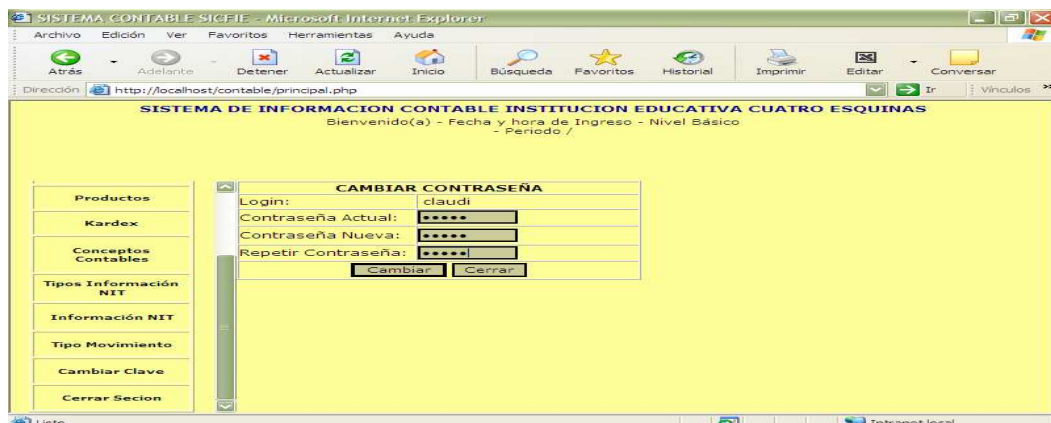 SISTEMA CONTABLE SICFIE - Microsoft Internet Explorer
Archivo Edición Ver Favoritos Herramientas Ayuda
Atrás Adelante Detener Actualizar Inicio Búsqueda Favoritos Historial Imprimir Editar Conversar
Dirección http://localhost/contable/principal.php Ir Vínculos »
SISTEMA DE INFORMACION CONTABLE INSTITUCION EDUCATIVA CUATRO ESQUINAS
Bienvenido(a) - Fecha y hora de Ingreso - Nivel Básico
- Periodo /
Productos
Kardex
Conceptos
Contables
Tipos Información
NIT
Información NIT
Tipo Movimiento
Cambiar Clave
Cerrar Secion
CAMBIAR CONTRASEÑA
Login: claudi
Contraseña Actual: •••••
Contraseña Nueva: •••••
Repetir Contraseña: •••••
Cambiar Cerrar
Listo Intranet local